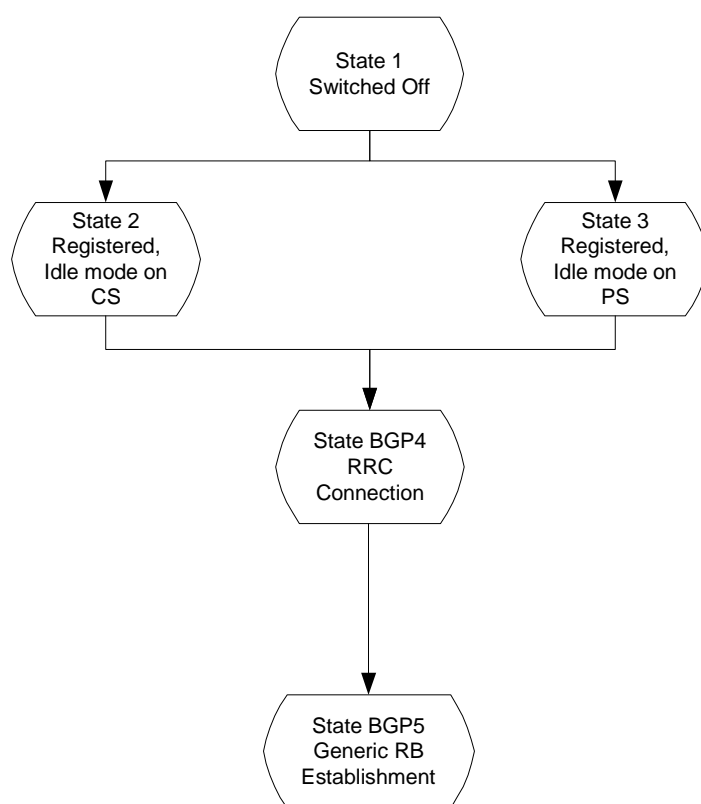 State 1
Switched Off
State 2
Registered,
Idle mode on
CS
State 3
Registered,
Idle mode on
PS
State BGP4
RRC
Connection
State BGP5
Generic RB
Establishment